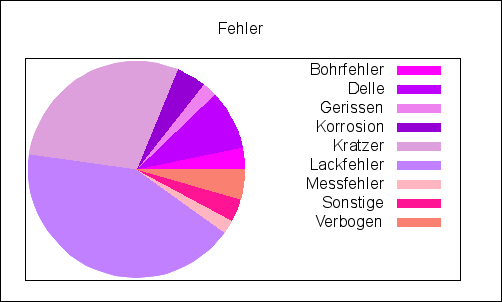 Fehler
Bohrfehler
Delle
Gerissen
Korrosion
Kratzer
Lackfehler
Messfehler
Sonstige
Verbogen